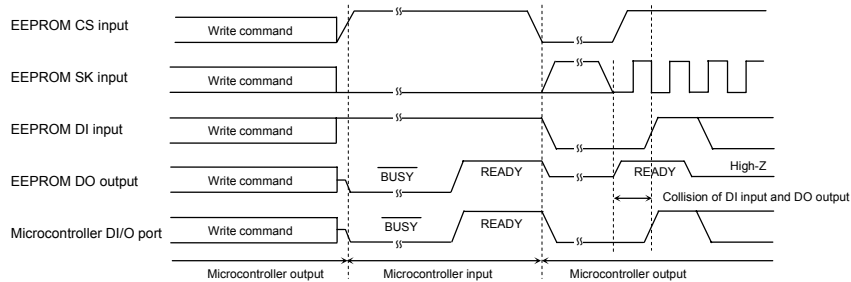 EEPROM CS input
Write command
EEPROM SK input
Write command
EEPROM DI input
Write command
EEPROM DO output
Write command
BUSY
READY
READY
High-Z
Collision of DI input and DO output
Microcontroller DI/O port
Write command
BUSY
READY
Microcontroller output
Microcontroller input
Microcontroller output